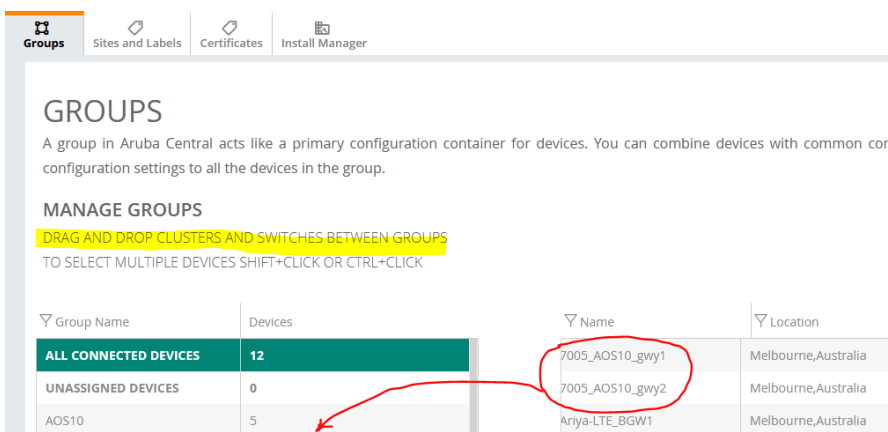 Groups
Sites and Labels
Certificates
Install Manager
GROUPS
A group in Aruba Central acts like a primary configuration container for devices. You can combine devices with common
configuration settings to all the devices in the group.
MANAGE GROUPS
DRAG AND DROP CLUSTERS AND SWITCHES BETWEEN GROUPS
TO SELECT MULTIPLE DEVICES SHIFT+CLICK OR CTRL+CLICK
Group Name Devices Name Location
ALL CONNECTED DEVICES 12 7005_AOS10_gwy1 Melbourne,Australia
UNASSIGNED DEVICES 0 7005_AOS10_gwy2 Melbourne,Australia
AOS10 5 Ariya-LTE_BGW1 Melbourne,Australia